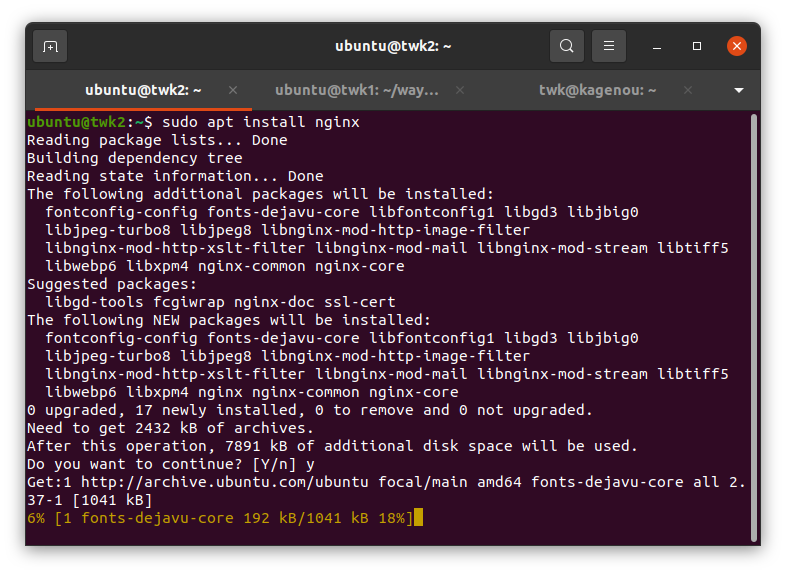 ubuntu@twk2: ~
ubuntu@twk2: ~
ubuntu@twk1: ~/way...
twk@kagenou: ~
ubuntu@twk2:~$ sudo apt install nginx
Reading package lists... Done
Building dependency tree
Reading state information... Done
The following additional packages will be installed:
  fontconfig-config fonts-dejavu-core libfontconfig1 libgd3 libjbig0
  libjpeg-turbo8 libjpeg8 libnginx-mod-http-image-filter
  libnginx-mod-http-xslt-filter libnginx-mod-mail libnginx-mod-stream libtiff5
  libwebp6 libxpm4 nginx-common nginx-core
Suggested packages:
  libgd-tools fcgiwrap nginx-doc ssl-cert
The following NEW packages will be installed:
  fontconfig-config fonts-dejavu-core libfontconfig1 libgd3 libjbig0
  libjpeg-turbo8 libjpeg8 libnginx-mod-http-image-filter
  libnginx-mod-http-xslt-filter libnginx-mod-mail libnginx-mod-stream libtiff5
  libwebp6 libxpm4 nginx nginx-common nginx-core
0 upgraded, 17 newly installed, 0 to remove and 0 not upgraded.
Need to get 2432 kB of archives.
After this operation, 7891 kB of additional disk space will be used.
Do you want to continue? [Y/n] y
Get:1 http://archive.ubuntu.com/ubuntu focal/main amd64 fonts-dejavu-core all 2.
37-1 [1041 kB]
6% [1 fonts-dejavu-core 192 kB/1041 kB 18%]